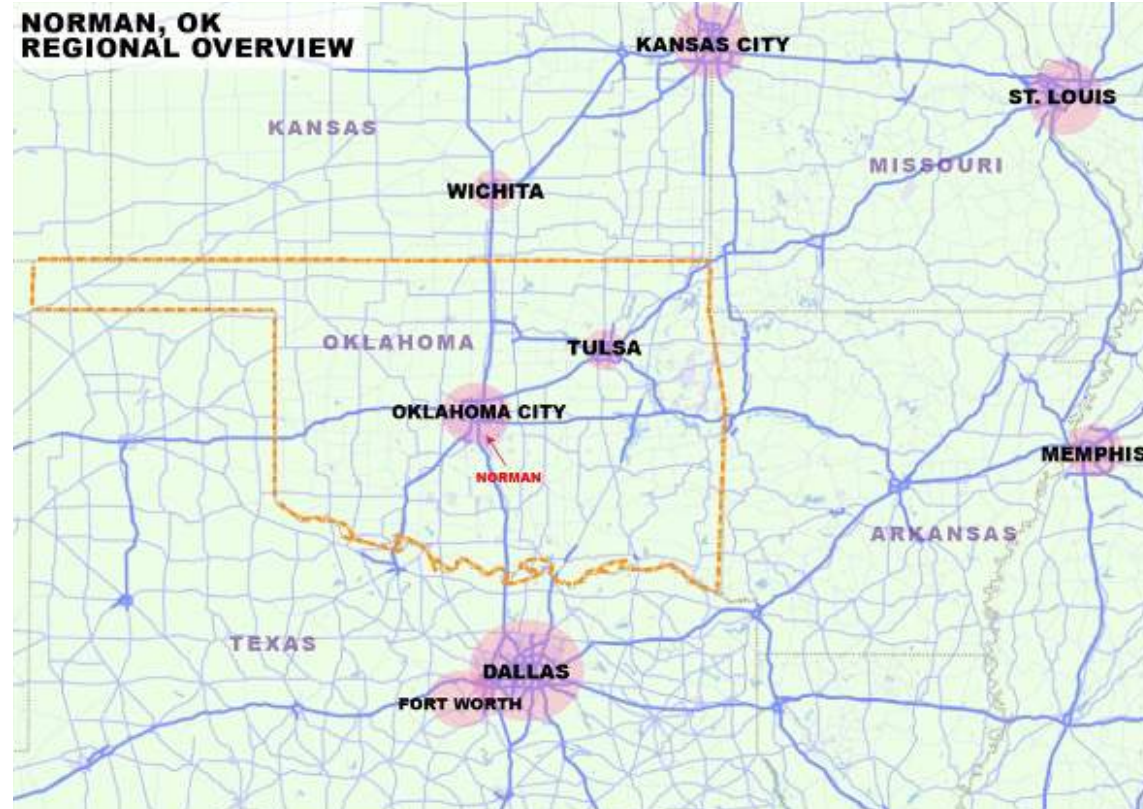 NORMAN, OK
REGIONAL OVERVIEW
KANSAS CITY
ST. LOUIS
KANSAS
MISSOURI
WICHITA
OKLAHOMA
TULSA
OKLAHOMA CITY
MEMPHIS
NORMAN
ARKANSAS
TEXAS
DALLAS
FORT WORTH